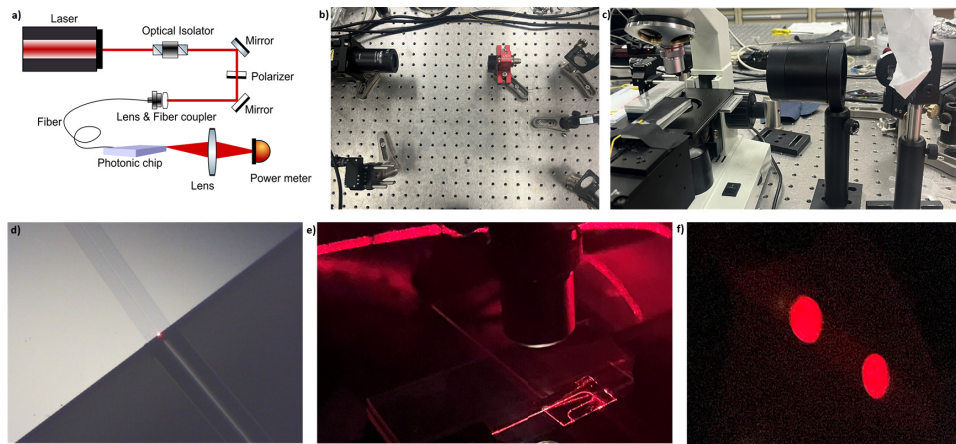 a)
Laser
Optical Isolator
Mirror
Polarizer
Mirror
Lens & Fiber coupler
Fiber
Photonic chip
Lens
Power meter
b)
c)
d)
e)
f)